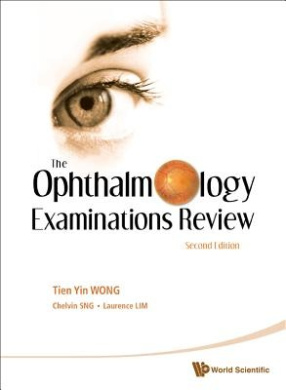 The
Ophthalmology
Examinations Review
Second Edition
Tien Yin WONG
Chelvin SNG • Laurence LIM
World Scientific